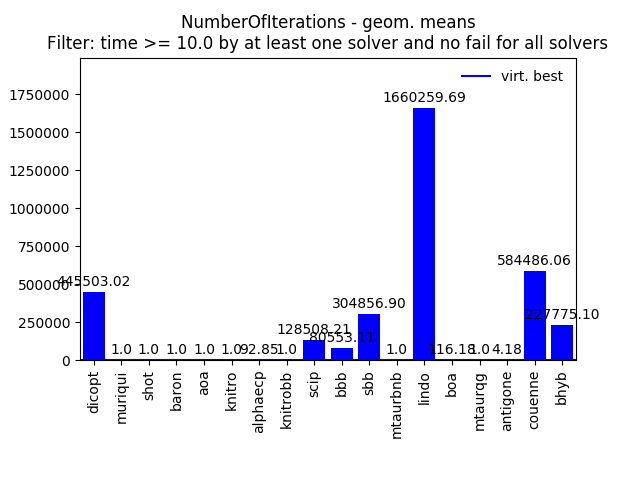 NumberOfIterations - geom. means
Filter: time >= 10.0 by at least one solver and no fail for all solvers
virt. best
1750000
1500000
1250000
1000000
750000
500000
250000
0
445503.02
1.0
1.0
1.0
1.0
1.0
92.85
1.0
128508.21
80553.11
304856.90
1.0
1660259.69
116.18
1.0
4.18
584486.06
227775.10
dicopt
muriqui
shot
baron
aoa
knitro
alphaecp
knitrobb
scip
bbb
sbb
mtaurbnb
lindo
boa
mtaurqg
antigone
couenne
bhyb